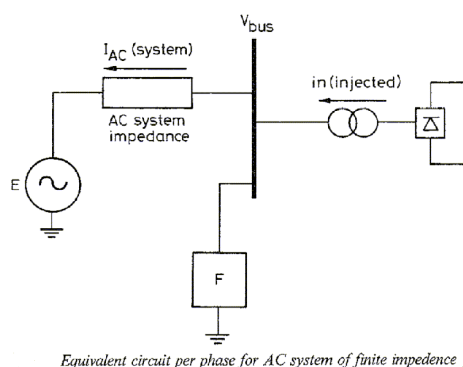 V_bus
I_AC (system)
in (injected)
AC system
impedance
E
F
Equivalent circuit per phase for AC system of finite impedence